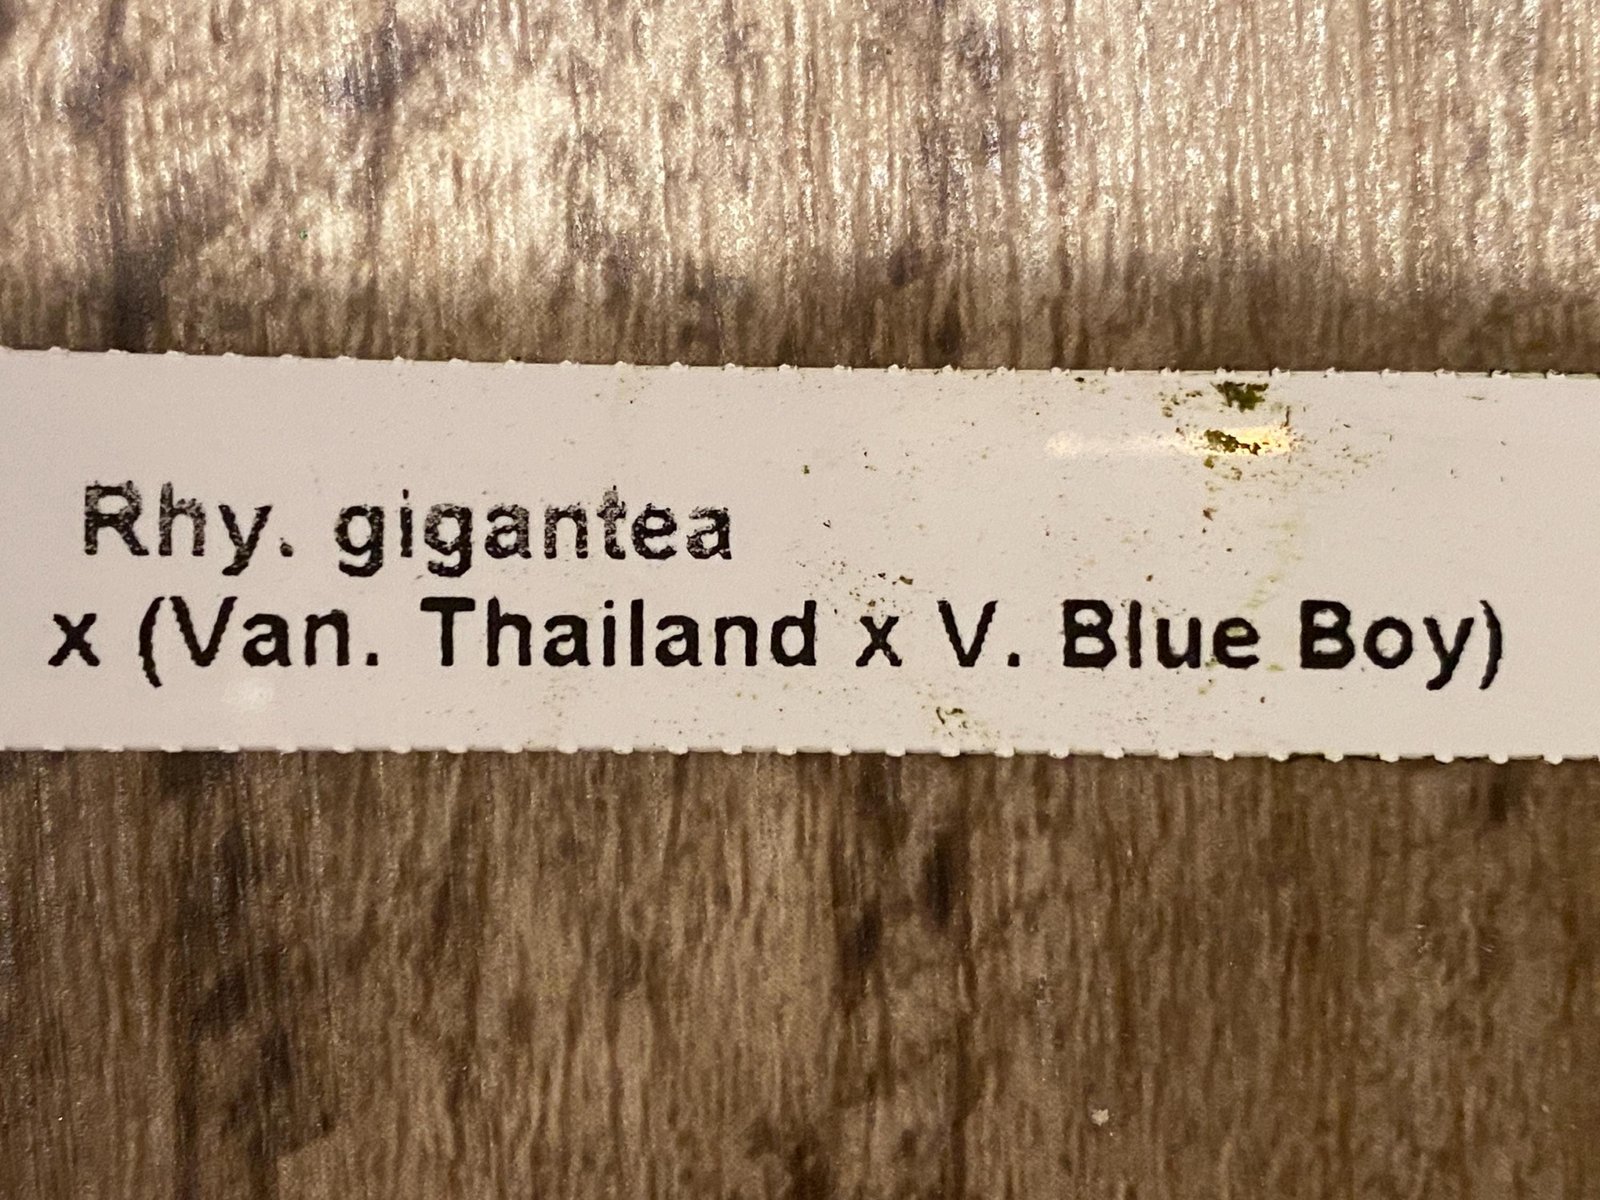 Rhy. gigantea
x (Van. Thailand x V. Blue Boy)